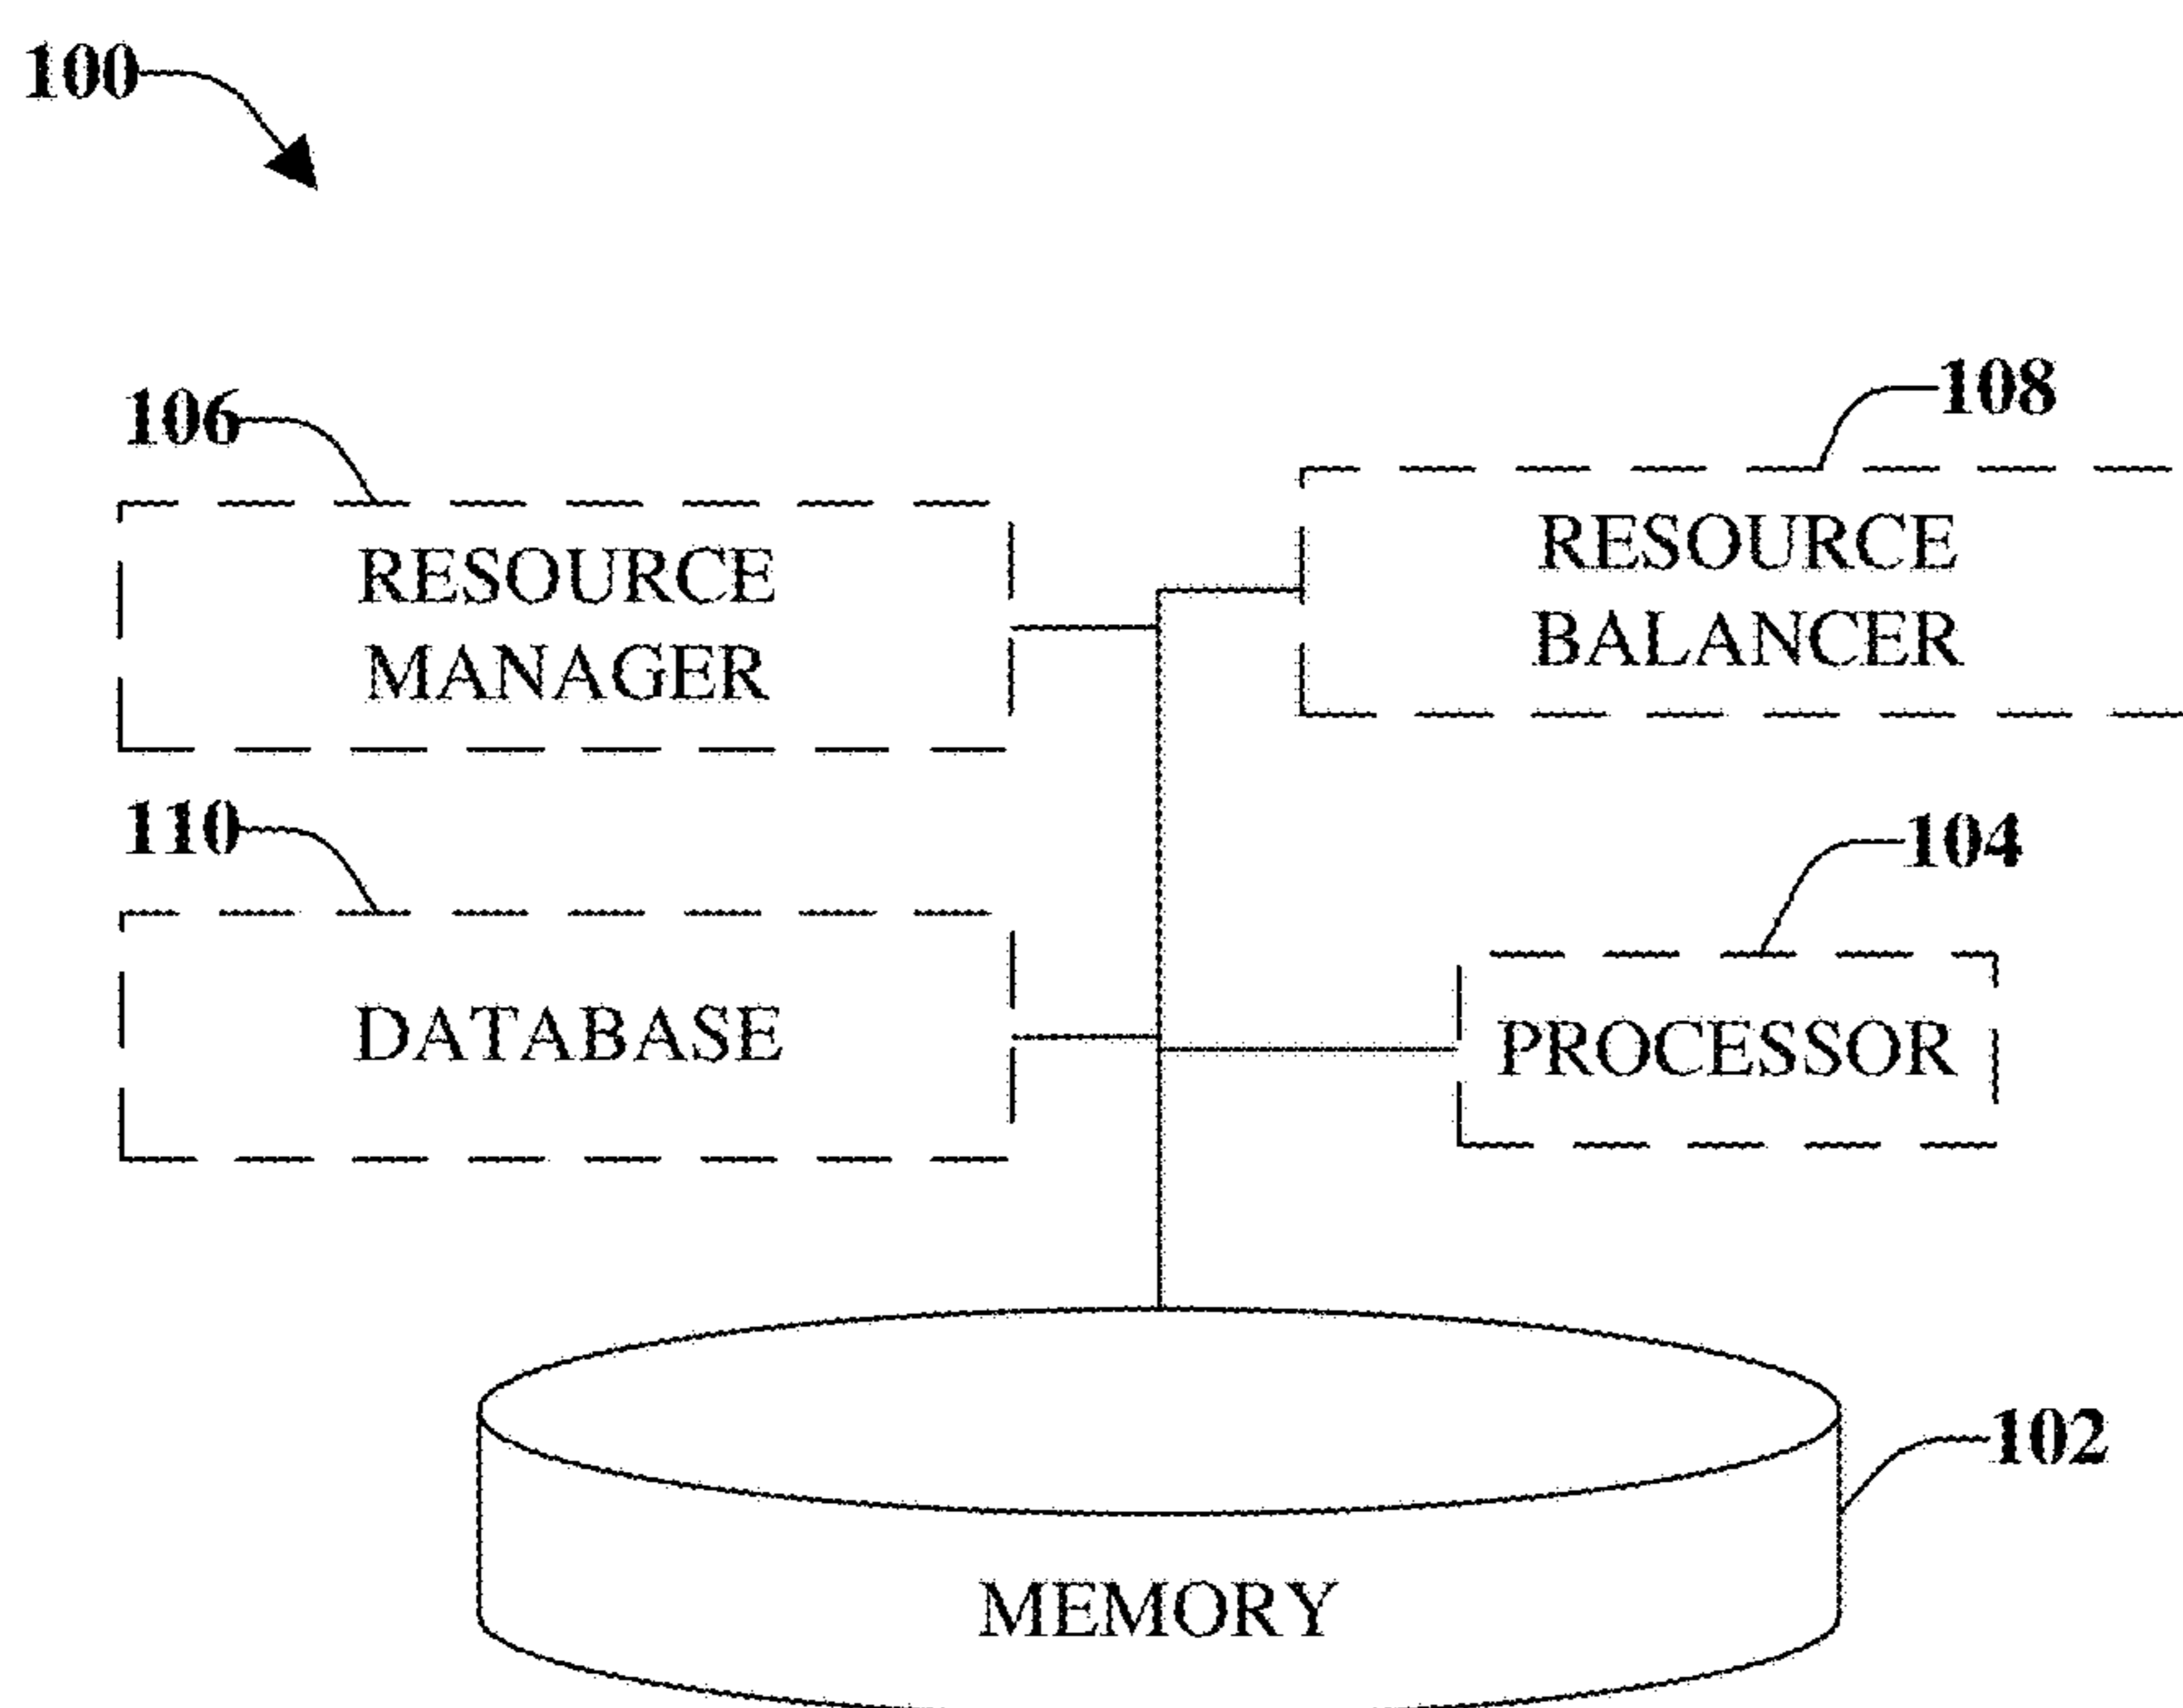 100
106
108
RESOURCE
MANAGER
RESOURCE
BALANCER
110
104
DATABASE
PROCESSOR
102
MEMORY